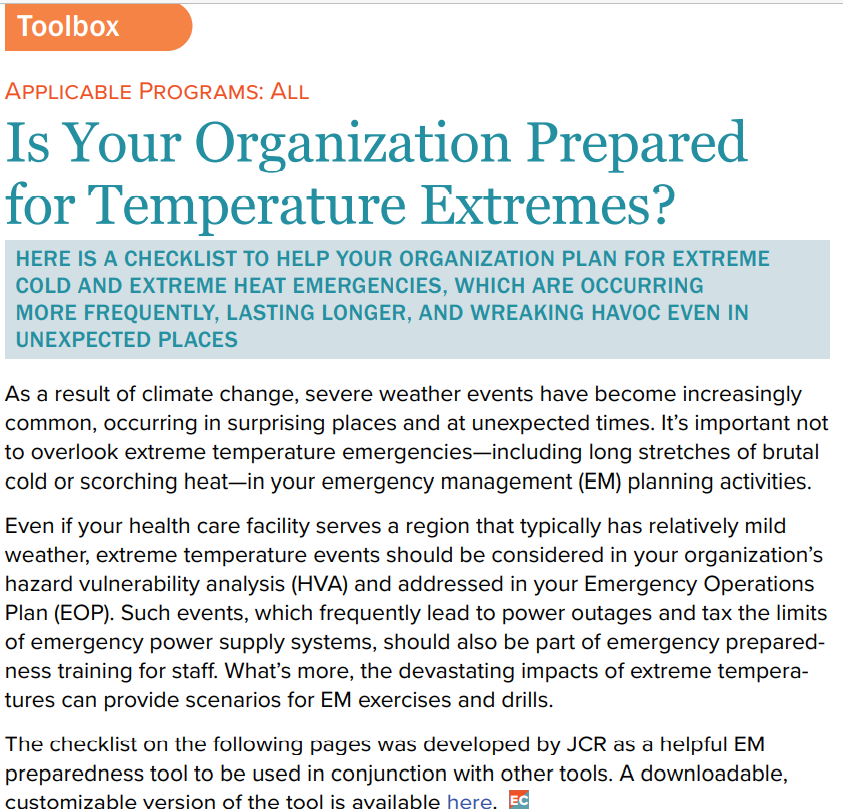 Toolbox
APPLICABLE PROGRAMS: ALL
Is Your Organization Prepared
for Temperature Extremes?
HERE IS A CHECKLIST TO HELP YOUR ORGANIZATION PLAN FOR EXTREME
COLD AND EXTREME HEAT EMERGENCIES, WHICH ARE OCCURRING
MORE FREQUENTLY, LASTING LONGER, AND WREAKING HAVOC EVEN IN
UNEXPECTED PLACES
As a result of climate change, severe weather events have become increasingly
common, occurring in surprising places and at unexpected times. It’s important not
to overlook extreme temperature emergencies—including long stretches of brutal
cold or scorching heat—in your emergency management (EM) planning activities.
Even if your health care facility serves a region that typically has relatively mild
weather, extreme temperature events should be considered in your organization’s
hazard vulnerability analysis (HVA) and addressed in your Emergency Operations
Plan (EOP). Such events, which frequently lead to power outages and tax the limits
of emergency power supply systems, should also be part of emergency prepared-
ness training for staff. What’s more, the devastating impacts of extreme tempera-
tures can provide scenarios for EM exercises and drills.
The checklist on the following pages was developed by JCR as a helpful EM
preparedness tool to be used in conjunction with other tools. A downloadable,
customizable version of the tool is available here. EC